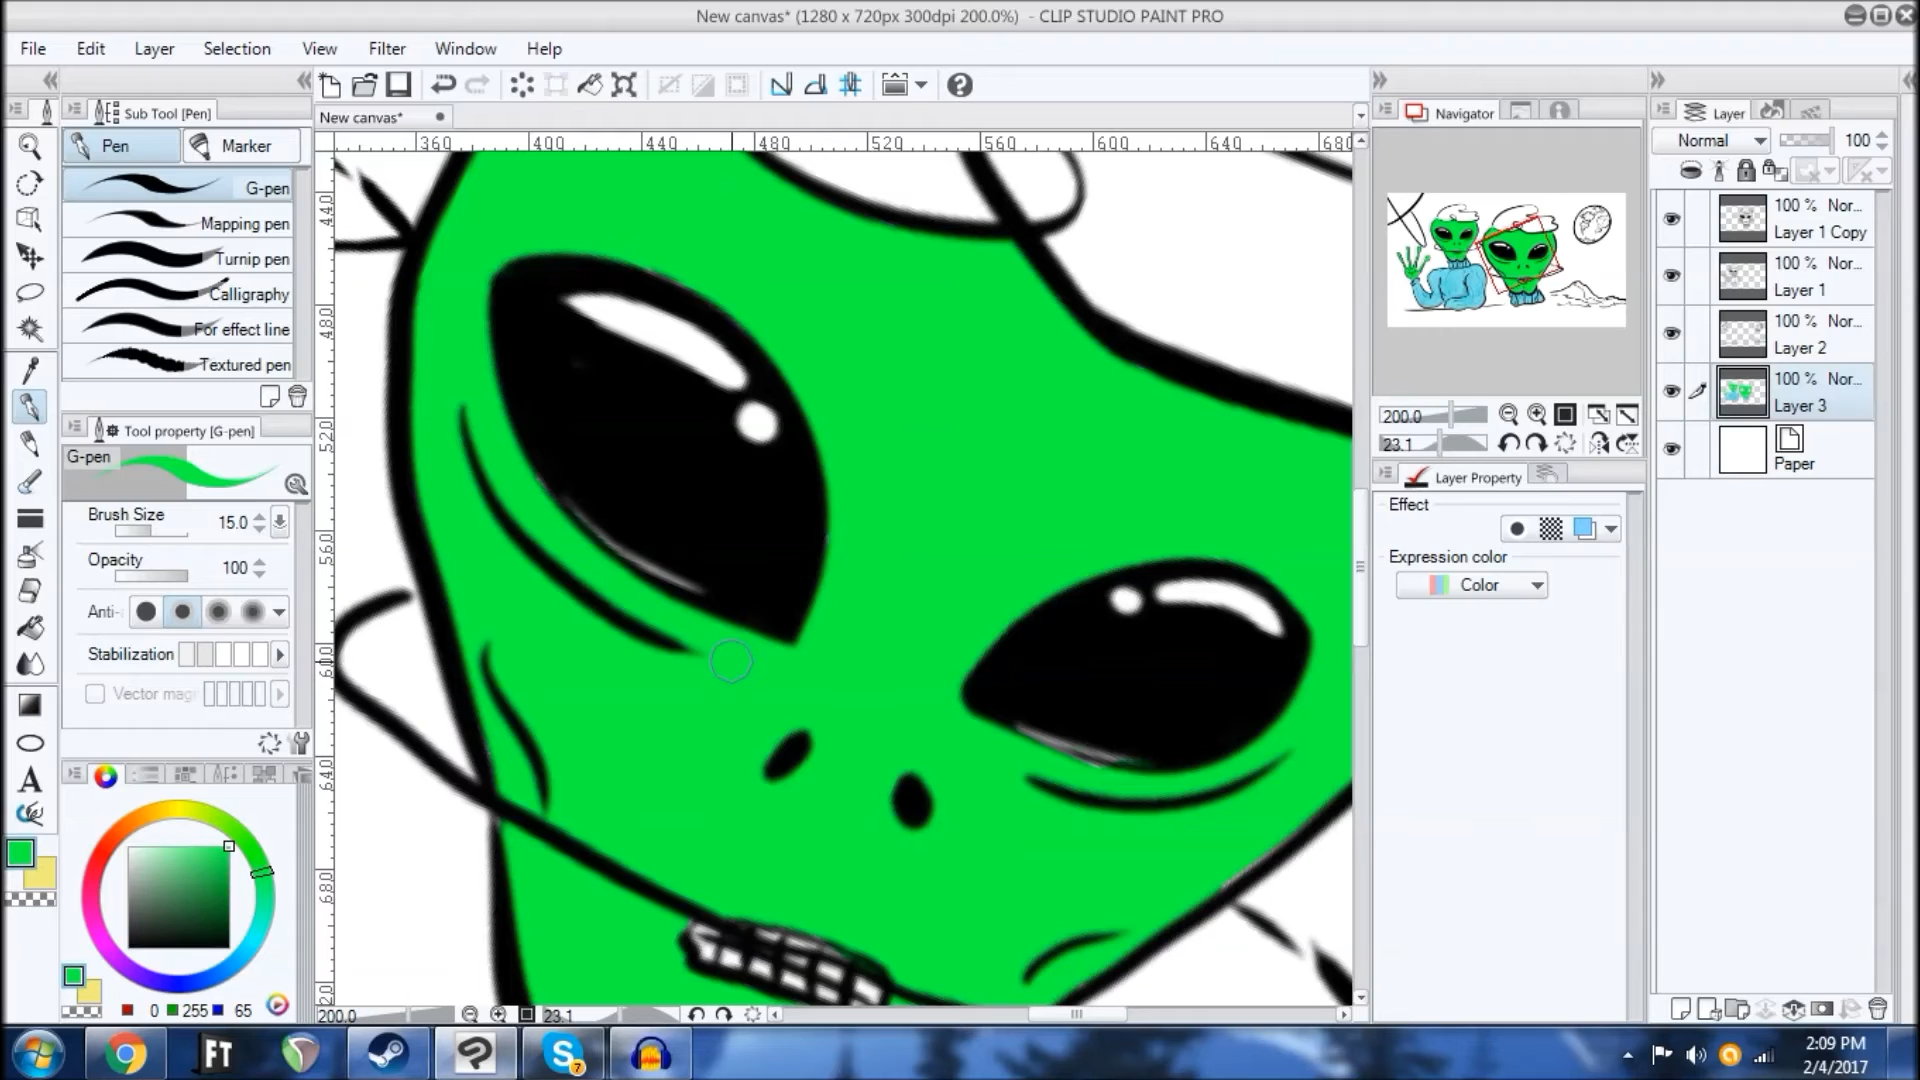 New canvas* (1280 x 720px 300dpi 200.0%) - CLIP STUDIO PAINT PRO
File Edit Layer Selection View Filter Window Help
Sub Tool [Pen]
Pen Marker
G-pen
Mapping pen
Turnip pen
Calligraphy
For effect line
Textured pen
Tool property [G-pen]
G-pen
Brush Size 15.0
Opacity 100
Anti-
Stabilization
Vector mag
0 255 65
New canvas*
360 400 440 480 520 560 600 640 680
440
480
520
560
600
640
680
200.0 23.1
Navigator
200.0
23.1
Layer Property
Effect
Expression color
Color
Layer
Normal 100
100 % Nor...
Layer 1 Copy
100 % Nor...
Layer 1
100 % Nor...
Layer 2
100 % Nor...
Layer 3
Paper
FT
7
2:09 PM
2/4/2017